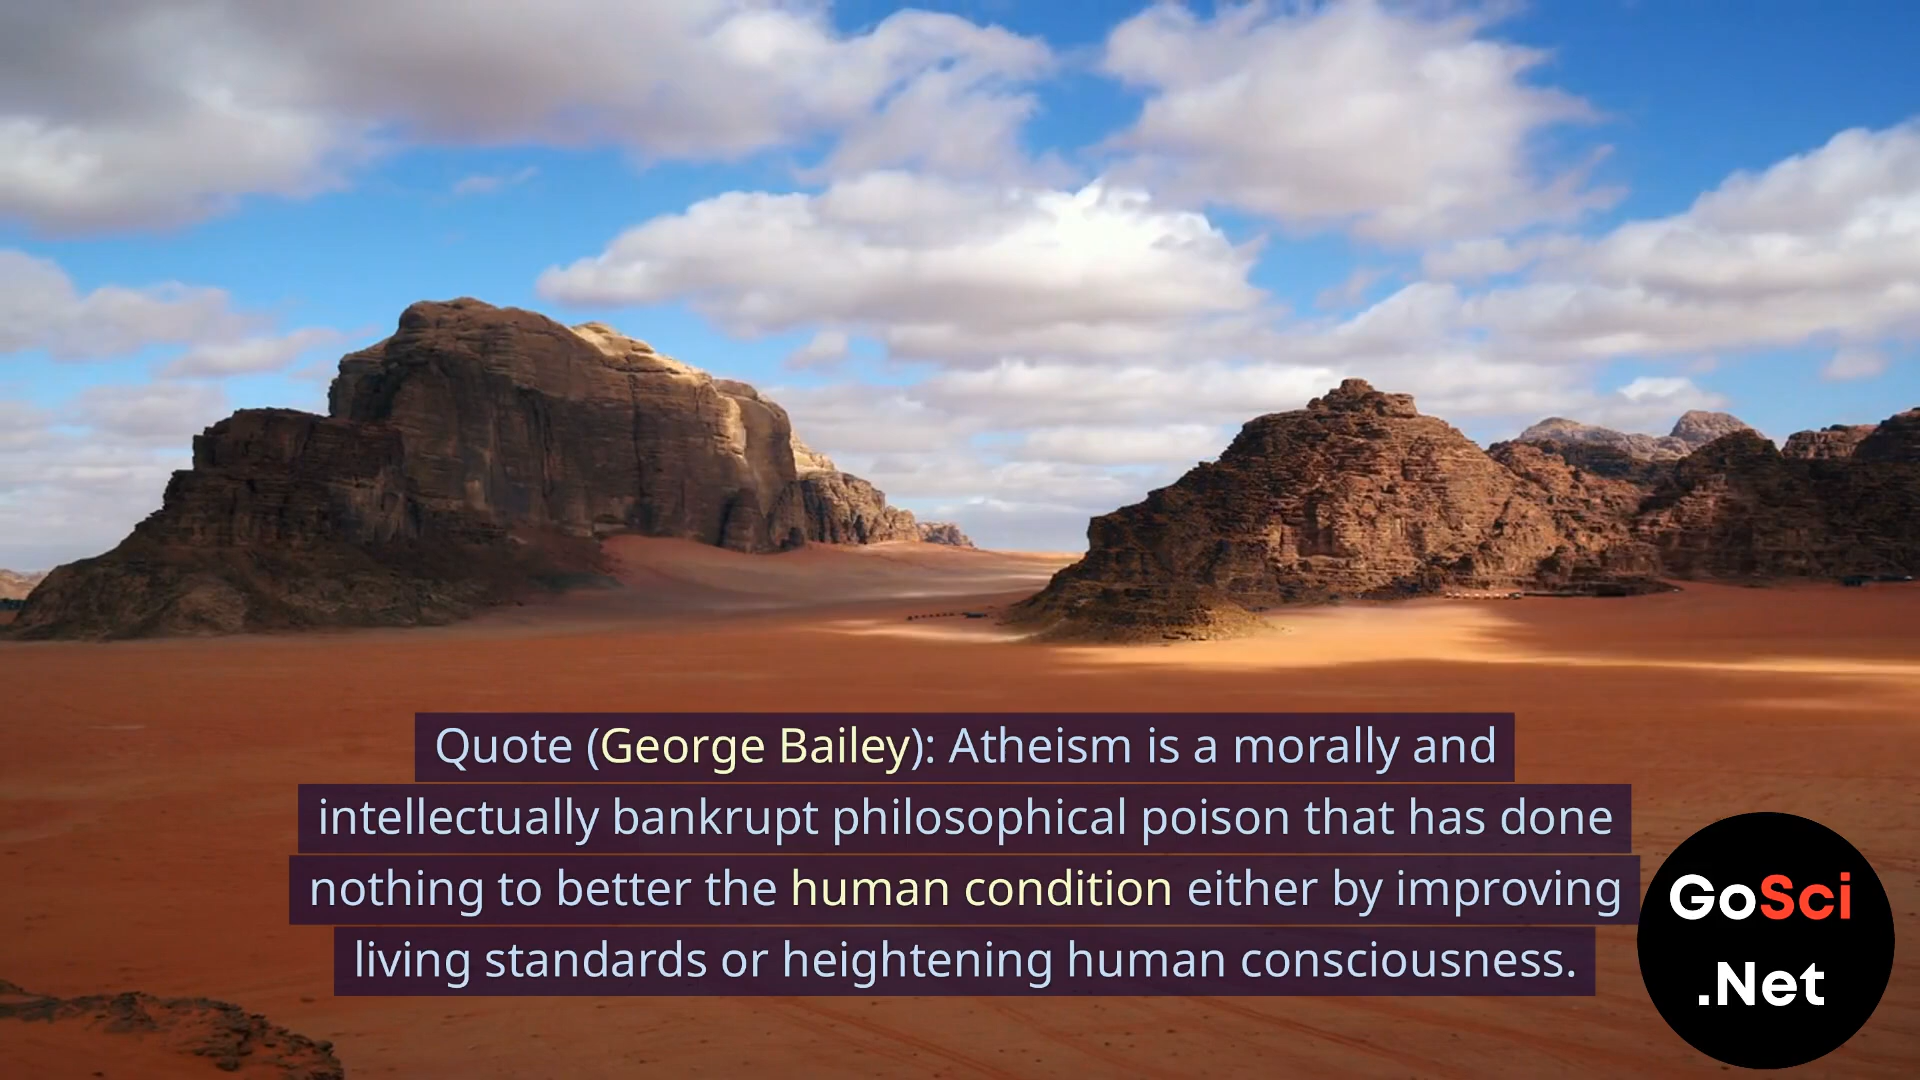 Quote (George Bailey): Atheism is a morally and
intellectually bankrupt philosophical poison that has done
nothing to better the human condition either by improving
living standards or heightening human consciousness.
GoSci
.Net